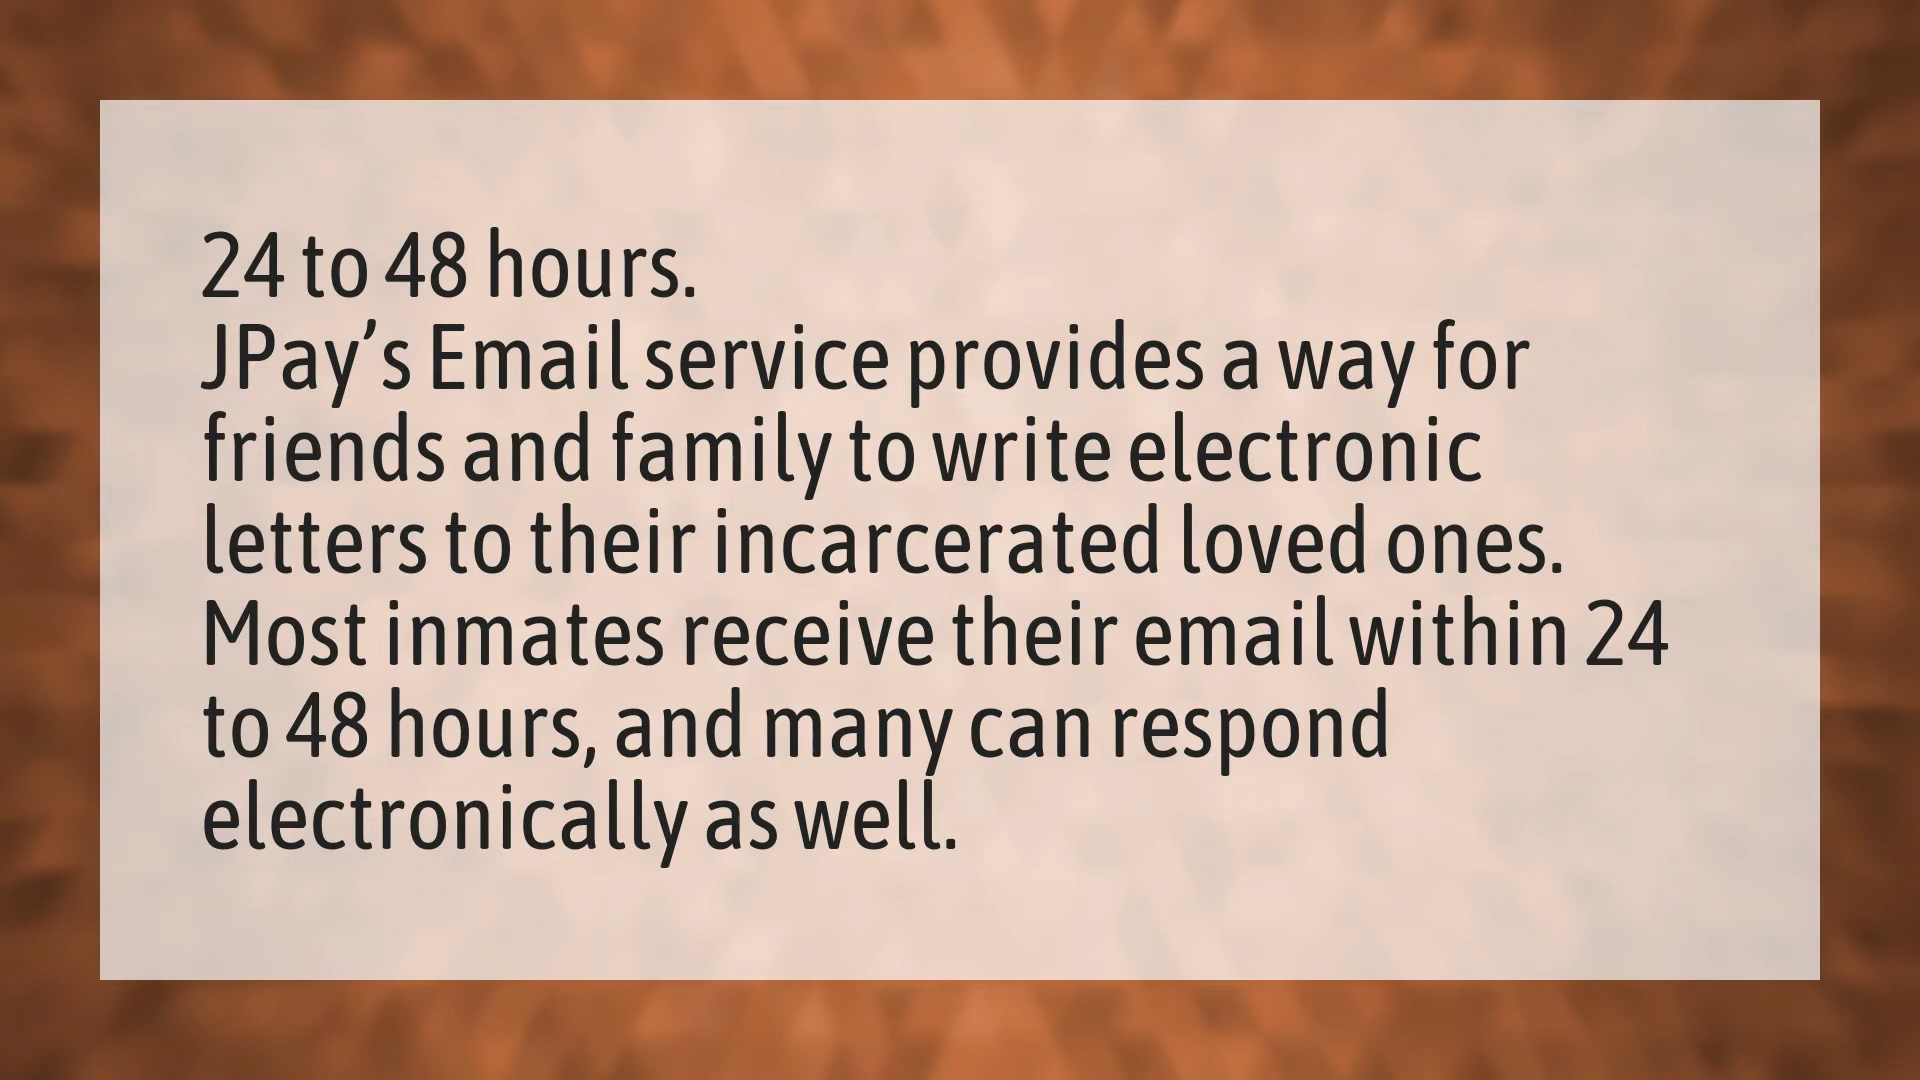 24 to 48 hours.
JPay’s Email service provides a way for
friends and family to write electronic
letters to their incarcerated loved ones.
Most inmates receive their email within 24
to 48 hours, and many can respond
electronically as well.